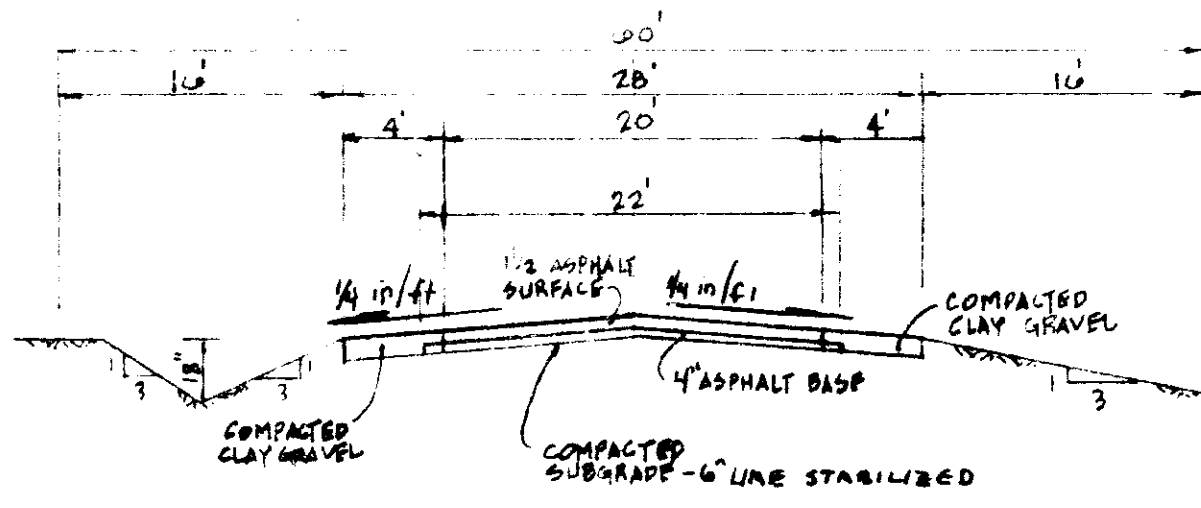 60'
16' 28' 16'
4' 20' 4'
22'
1/4 in/ft
1 1/2 ASPHALT
SURFACE
1/4 in/ft
COMPACTED
CLAY GRAVEL
18"
1
3
1
3
4" ASPHALT BASE
1
3
COMPACTED
CLAY GRAVEL
COMPACTED
SUBGRADE - 6" LIME STABILIZED